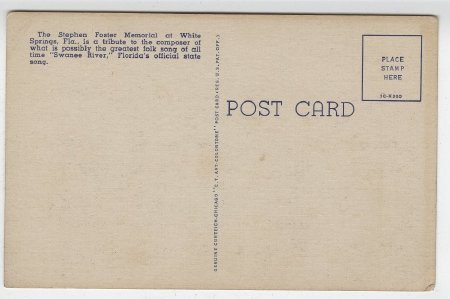 The Stephen Foster Memorial at White
Springs, Fla., is a tribute to the composer of
what is possibly the greatest folk song of all
time "Swanee River," Florida's official state
song.
GENUINE CURTEICH-CHICAGO "C. T. ART-COLORTONE" POST CARD (REG. U. S. PAT. OFF.)
POST CARD
PLACE
STAMP
HERE